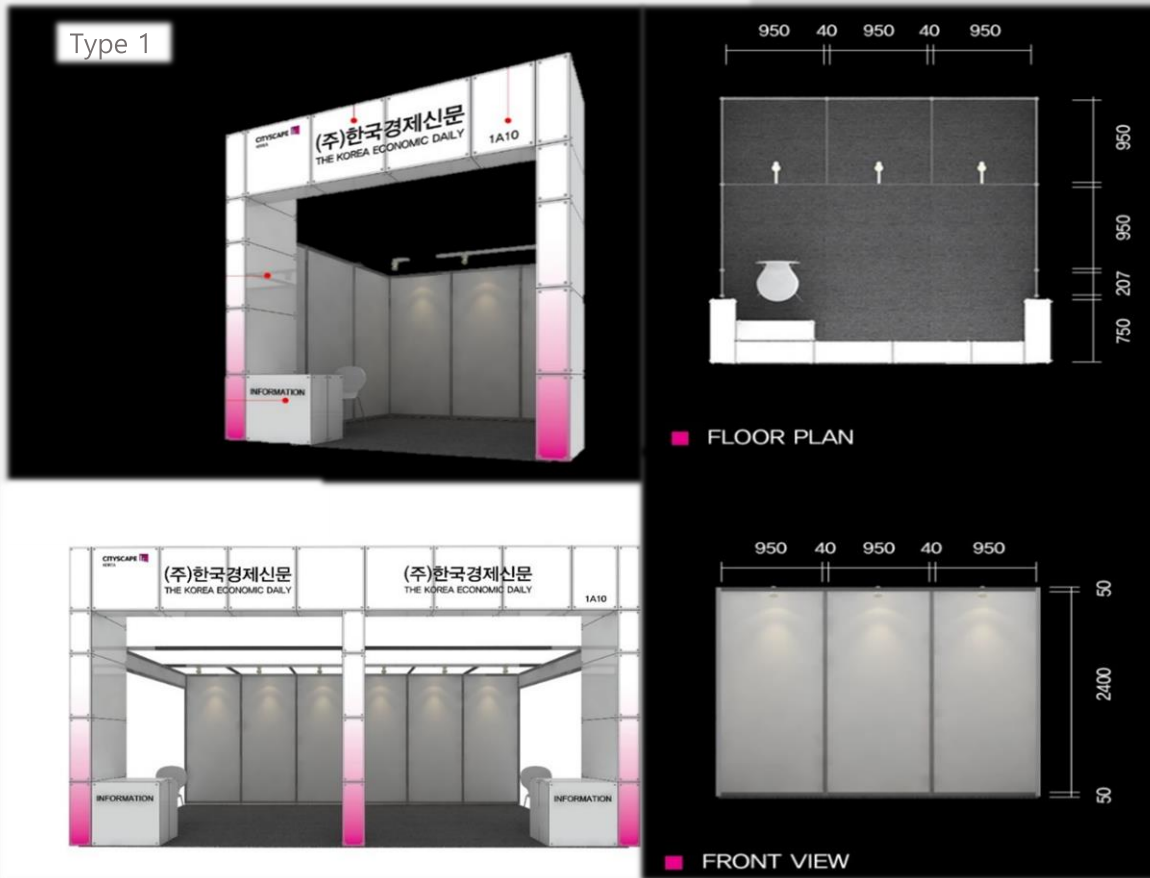 Type 1
CITYSCAPE
KOREA
(주)한국경제신문
THE KOREA ECONOMIC DAILY
1A10
INFORMATION
950 40 950 40 950
950
950
207
750
FLOOR PLAN
CITYSCAPE
KOREA
(주)한국경제신문
THE KOREA ECONOMIC DAILY
(주)한국경제신문
THE KOREA ECONOMIC DAILY
1A10
INFORMATION
INFORMATION
950 40 950 40 950
50
2400
50
FRONT VIEW